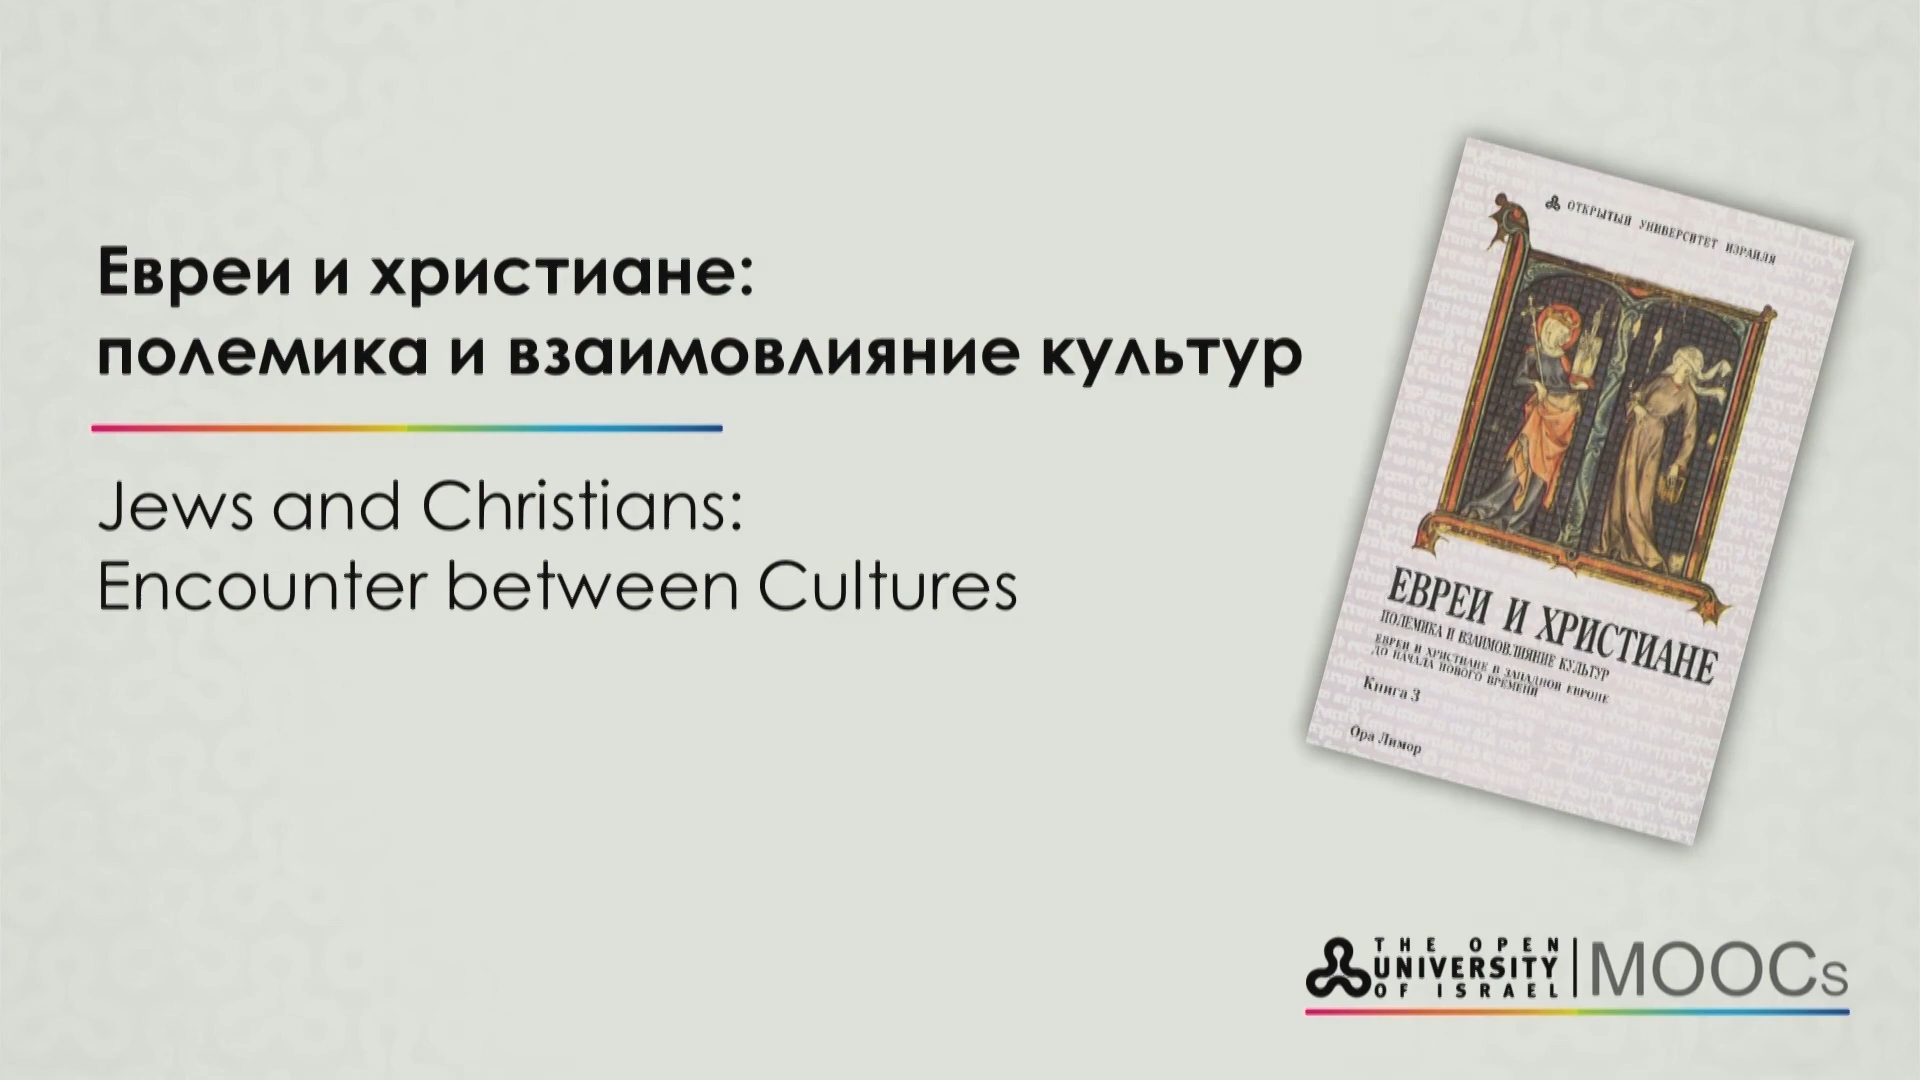 Евреи и христиане:
полемика и взаимовлияние культур
Jews and Christians:
Encounter between Cultures
ОТКРЫТЫЙ УНИВЕРСИТЕТ ИЗРАИЛЯ
ЕВРЕИ И ХРИСТИАНЕ
ПОЛЕМИКА И ВЗАИМОВЛИЯНИЕ КУЛЬТУР
ЕВРЕИ И ХРИСТИАНЕ В ЗАПАДНОЙ ЕВРОПЕ
ДО НАЧАЛА НОВОГО ВРЕМЕНИ
Книга 3
Ора Лимор
THE OPEN
UNIVERSITY
OF ISRAEL
MOOCs